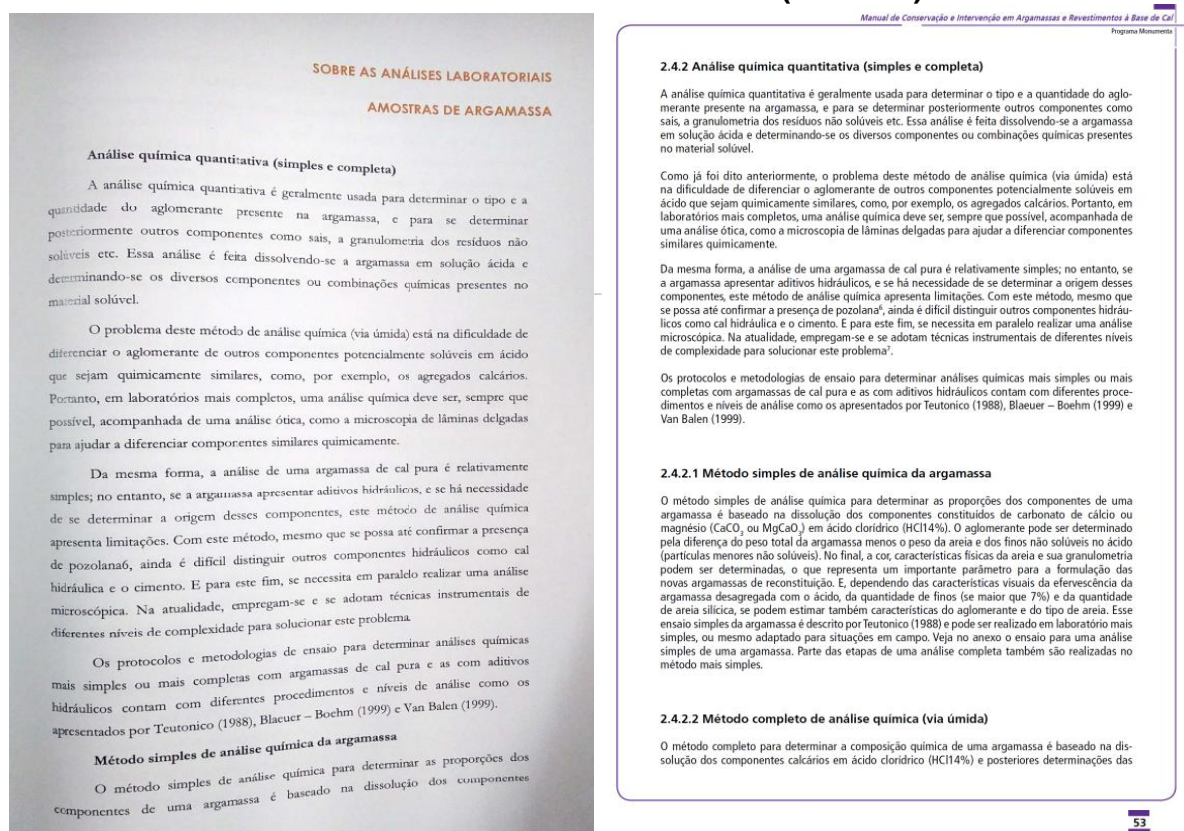 SOBRE AS ANÁLISES LABORATORIAIS
AMOSTRAS DE ARGAMASSA
Análise química quantitativa (simples e completa)
A análise química quantitativa é geralmente usada para determinar o tipo e a
quantidade do aglomerante presente na argamassa, e para se determinar
posteriormente outros componentes como sais, a granulometria dos resíduos não
solúveis etc. Essa análise é feita dissolvendo-se a argamassa em solução ácida e
determinando-se os diversos componentes ou combinações químicas presentes no
material solúvel.
O problema deste método de análise química (via úmida) está na dificuldade de
diferenciar o aglomerante de outros componentes potencialmente solúveis em ácido
que sejam quimicamente similares, como, por exemplo, os agregados calcários.
Portanto, em laboratórios mais completos, uma análise química deve ser, sempre que
possível, acompanhada de uma análise ótica, como a microscopia de lâminas delgadas
para ajudar a diferenciar componentes similares quimicamente.
Da mesma forma, a análise de uma argamassa de cal pura é relativamente
simples; no entanto, se a argamassa apresentar aditivos hidráulicos, e se há necessidade
de se determinar a origem desses componentes, este método de análise química
apresenta limitações. Com este método, mesmo que se possa até confirmar a presença
de pozolana6, ainda é difícil distinguir outros componentes hidráulicos como cal
hidráulica e o cimento. E para este fim, se necessita em paralelo realizar uma análise
microscópica. Na atualidade, empregam-se e se adotam técnicas instrumentais de
diferentes níveis de complexidade para solucionar este problema
Os protocolos e metodologias de ensaio para determinar análises químicas
mais simples ou mais completas com argamassas de cal pura e as com aditivos
hidráulicos contam com diferentes procedimentos e níveis de análise como os
apresentados por Teutonico (1988), Blaeuer – Boehm (1999) e Van Balen (1999).
Método simples de análise química da argamassa
O método simples de análise química para determinar as proporções dos
componentes de uma argamassa é baseado na dissolução dos componentes
Manual de Conservação e Intervenção em Argamassas e Revestimentos à Base de Cal
Programa Monumenta
2.4.2 Análise química quantitativa (simples e completa)
A análise química quantitativa é geralmente usada para determinar o tipo e a quantidade do aglo-
merante presente na argamassa, e para se determinar posteriormente outros componentes como
sais, a granulometria dos resíduos não solúveis etc. Essa análise é feita dissolvendo-se a argamassa
em solução ácida e determinando-se os diversos componentes ou combinações químicas presentes
no material solúvel.
Como já foi dito anteriormente, o problema deste método de análise química (via úmida) está
na dificuldade de diferenciar o aglomerante de outros componentes potencialmente solúveis em
ácido que sejam quimicamente similares, como, por exemplo, os agregados calcários. Portanto, em
laboratórios mais completos, uma análise química deve ser, sempre que possível, acompanhada de
uma análise ótica, como a microscopia de lâminas delgadas para ajudar a diferenciar componentes
similares quimicamente.
Da mesma forma, a análise de uma argamassa de cal pura é relativamente simples; no entanto, se
a argamassa apresentar aditivos hidráulicos, e se há necessidade de se determinar a origem desses
componentes, este método de análise química apresenta limitações. Com este método, mesmo que
se possa até confirmar a presença de pozolana⁶, ainda é difícil distinguir outros componentes hidráu-
licos como cal hidráulica e o cimento. E para este fim, se necessita em paralelo realizar uma análise
microscópica. Na atualidade, empregam-se e se adotam técnicas instrumentais de diferentes níveis
de complexidade para solucionar este problema⁷.
Os protocolos e metodologias de ensaio para determinar análises químicas mais simples ou mais
completas com argamassas de cal pura e as com aditivos hidráulicos contam com diferentes proce-
dimentos e níveis de análise como os apresentados por Teutonico (1988), Blaeuer – Boehm (1999) e
Van Balen (1999).
2.4.2.1 Método simples de análise química da argamassa
O método simples de análise química para determinar as proporções dos componentes de uma
argamassa é baseado na dissolução dos componentes constituídos de carbonato de cálcio ou
magnésio (CaCO₃ ou MgCaO₃) em ácido clorídrico (HCl14%). O aglomerante pode ser determinado
pela diferença do peso total da argamassa menos o peso da areia e dos finos não solúveis no ácido
(partículas menores não solúveis). No final, a cor, características físicas da areia e sua granulometria
podem ser determinadas, o que representa um importante parâmetro para a formulação das
novas argamassas de reconstituição. E, dependendo das características visuais da efervescência da
argamassa desagregada com o ácido, da quantidade de finos (se maior que 7%) e da quantidade
de areia silícica, se podem estimar também características do aglomerante e do tipo de areia. Esse
ensaio simples da argamassa é descrito por Teutonico (1988) e pode ser realizado em laboratório mais
simples, ou mesmo adaptado para situações em campo. Veja no anexo o ensaio para uma análise
simples de uma argamassa. Parte das etapas de uma análise completa também são realizadas no
método mais simples.
2.4.2.2 Método completo de análise química (via úmida)
O método completo para determinar a composição química de uma argamassa é baseado na dis-
solução dos componentes calcários em ácido clorídrico (HCl14%) e posteriores determinações das
53